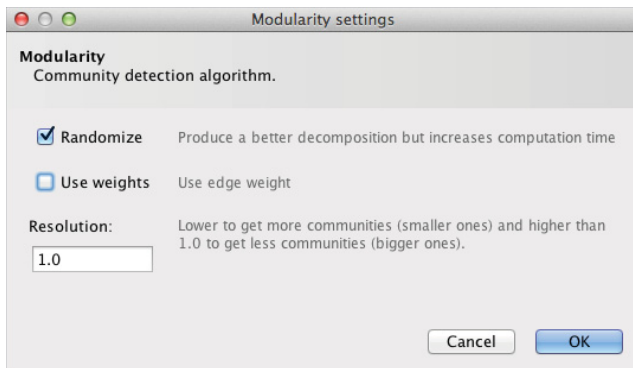 Modularity settings
Modularity
Community detection algorithm.
Randomize Produce a better decomposition but increases computation time
Use weights Use edge weight
Resolution: Lower to get more communities (smaller ones) and higher than
1.0 to get less communities (bigger ones).
1.0
Cancel OK